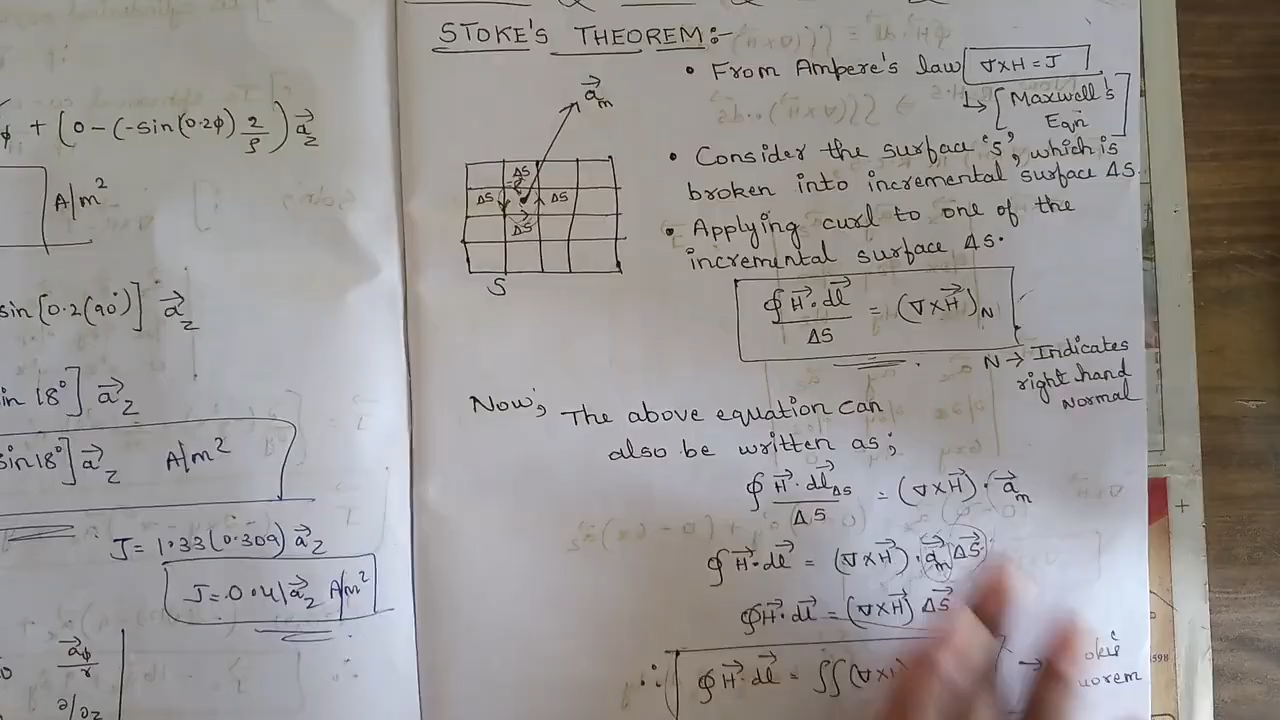 ϕ + (0 - (-sin(0.2ϕ) 2/ρ) a⃗z
A/m²
sin[0.2(90°)] a⃗z
in 18°] a⃗z
sin18°] a⃗z A/m²
J = 1.33(0.309) a⃗z
J = 0.41 a⃗z A/m²
a⃗ϕ/r
∂/∂z
STOKE'S THEOREM:-
• From Ampere's law ∇×H = J
↳ [Maxwell's
Eqn]
a⃗m
ΔS
ΔS ΔS
ΔS
S
• Consider the surface 'S', which is
broken into incremental surface ΔS.
• Applying curl to one of the
incremental surface ΔS.
∮ H⃗·dl⃗ / ΔS = (∇×H⃗)N
N → Indicates
right hand
Normal
Now, The above equation can
also be written as;
∮ H⃗·dl⃗ΔS / ΔS = (∇×H⃗)·a⃗m
∮ H⃗·dl⃗ = (∇×H⃗)·a⃗m ΔS⃗
∮ H⃗·dl⃗ = (∇×H⃗) ΔS⃗
∴ ∮ H⃗·dl⃗ = ∬ (∇×H →
598